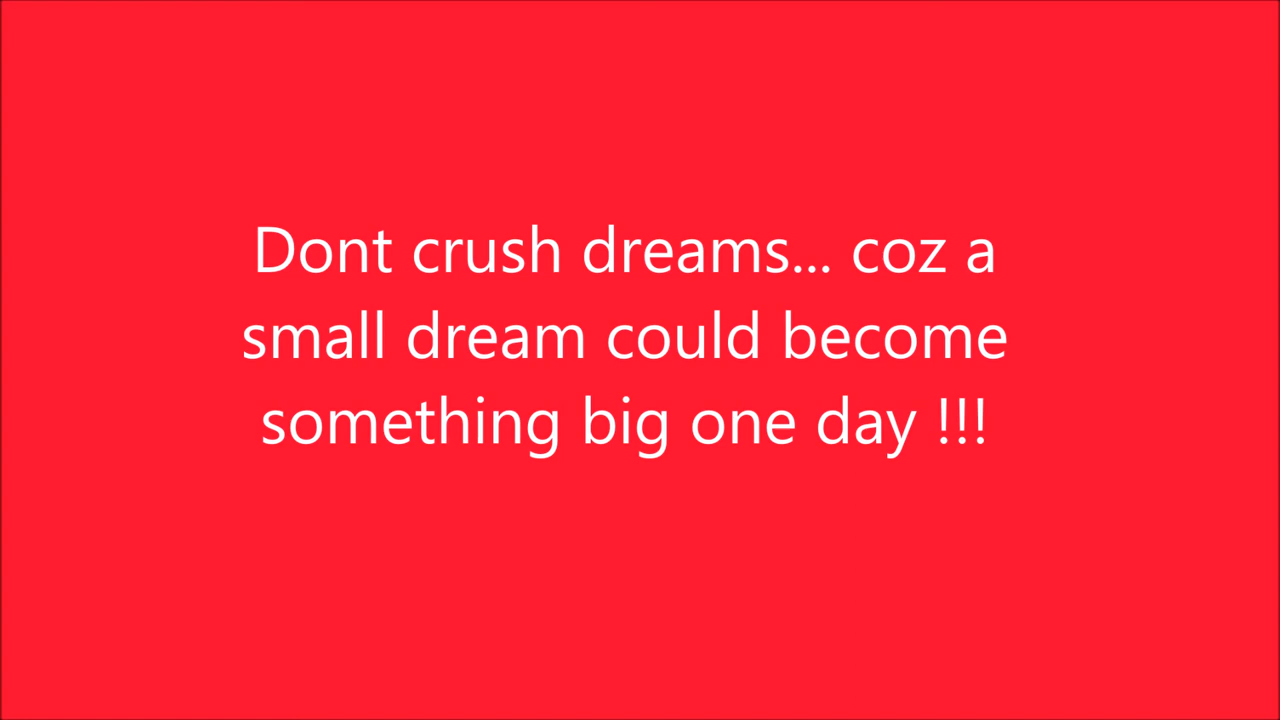 Dont crush dreams... coz a
small dream could become
something big one day !!!